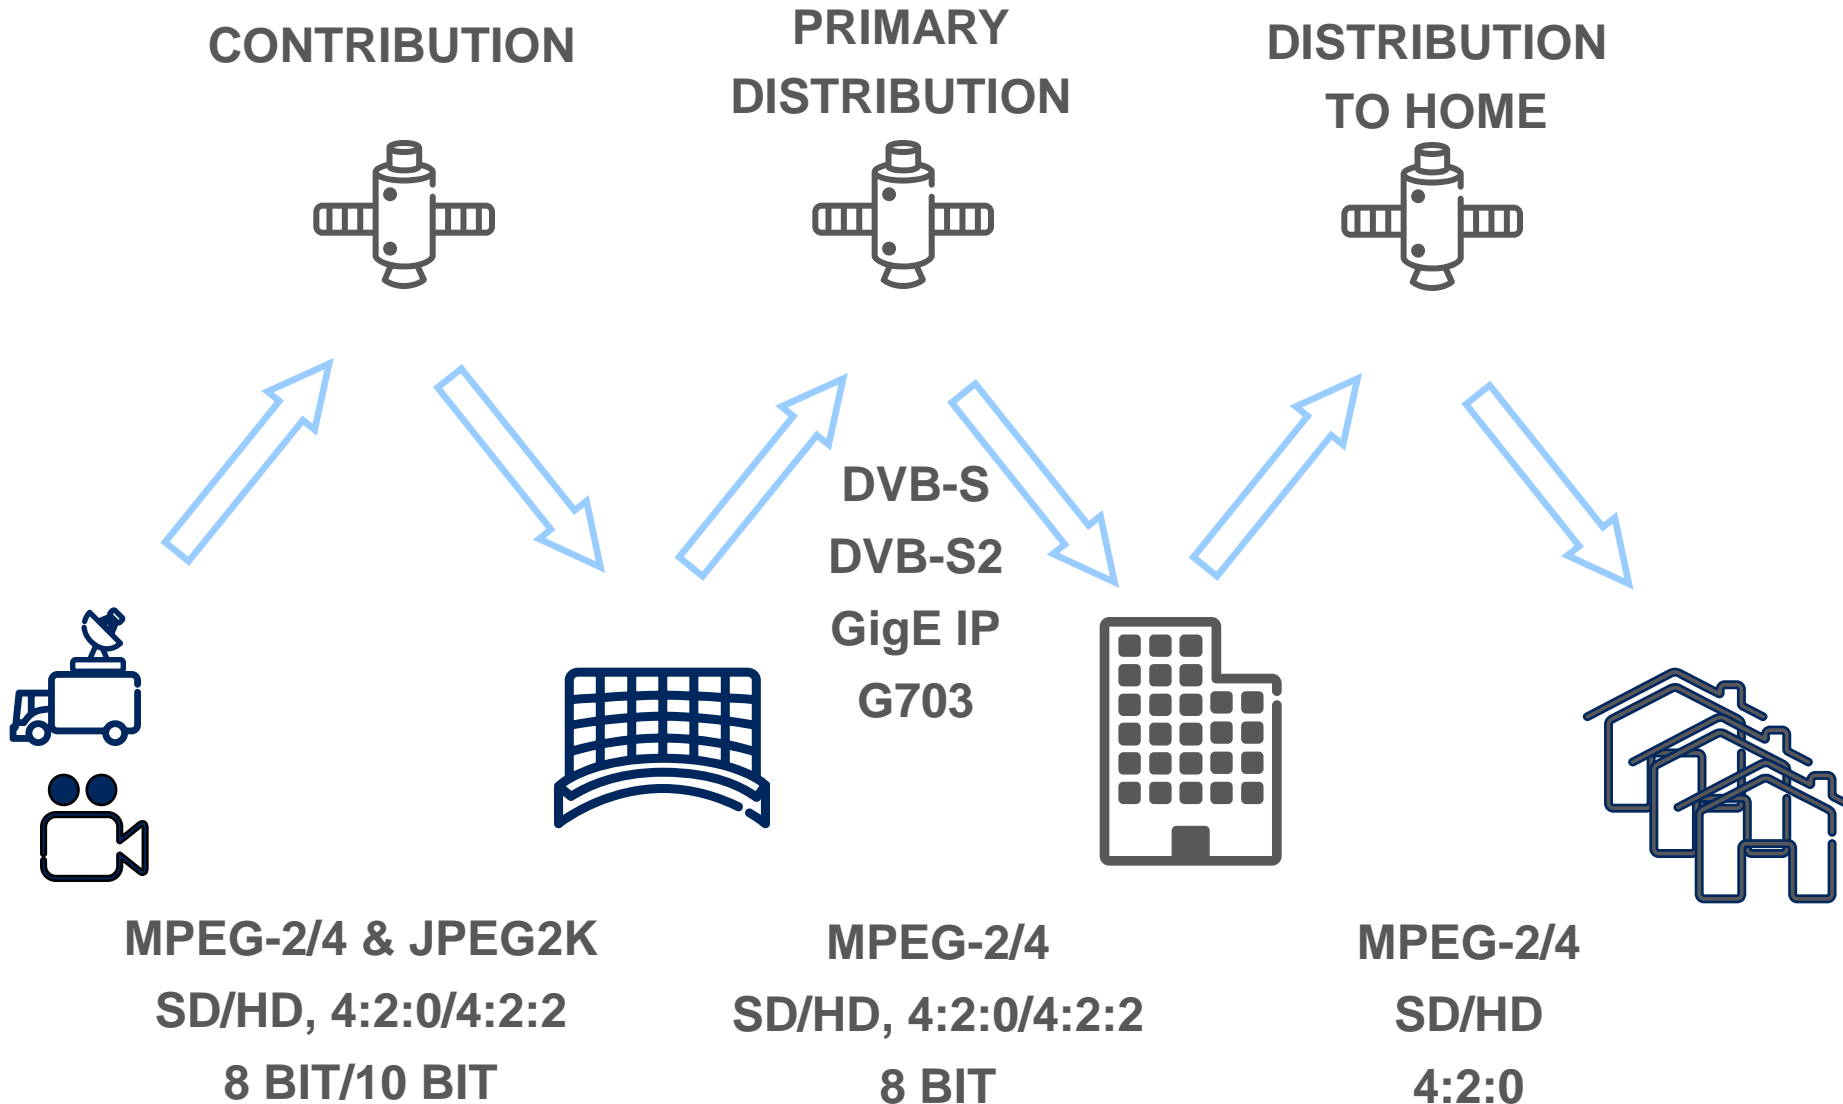 CONTRIBUTION
PRIMARY
DISTRIBUTION
DISTRIBUTION
TO HOME
DVB-S
DVB-S2
GigE IP
G703
MPEG-2/4 & JPEG2K
SD/HD, 4:2:0/4:2:2
8 BIT/10 BIT
MPEG-2/4
SD/HD, 4:2:0/4:2:2
8 BIT
MPEG-2/4
SD/HD
4:2:0